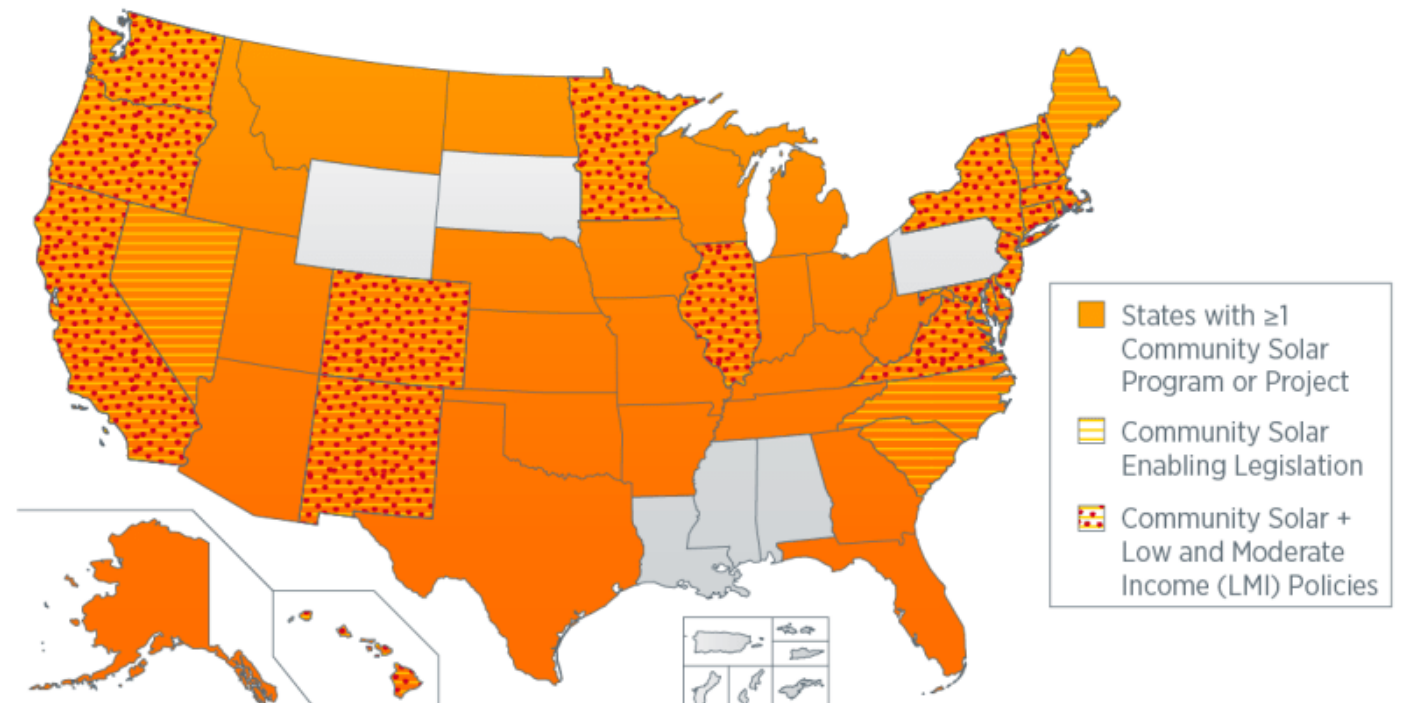 States with ≥1
Community Solar
Program or Project
Community Solar
Enabling Legislation
Community Solar +
Low and Moderate
Income (LMI) Policies